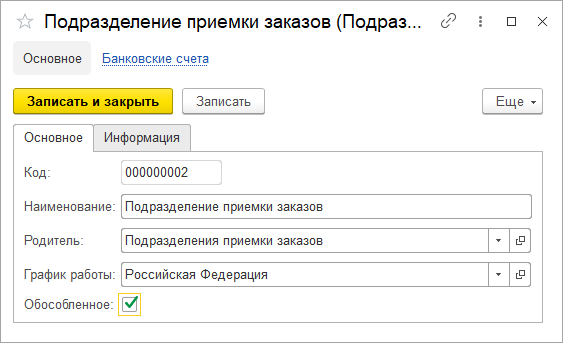 Подразделение приемки заказов (Подраз...
Основное Банковские счета
Записать и закрыть Записать Еще
Основное Информация
Код: 000000002
Наименование: Подразделение приемки заказов
Родитель: Подразделения приемки заказов
График работы: Российская Федерация
Обособленное: